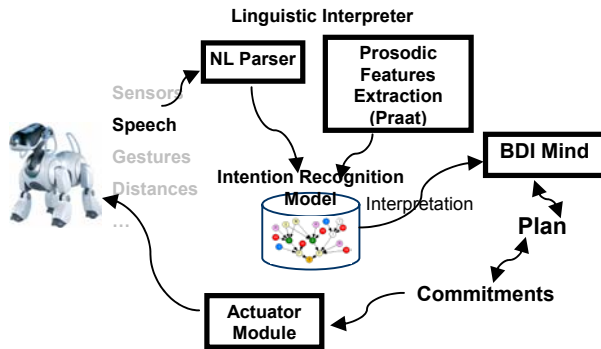 Linguistic Interpreter
NL Parser
Prosodic
Features
Extraction
(Praat)
Sensors
Speech
Gestures
Distances
...
Intention Recognition
Model
Interpretation
BDI Mind
Plan
Commitments
Actuator
Module